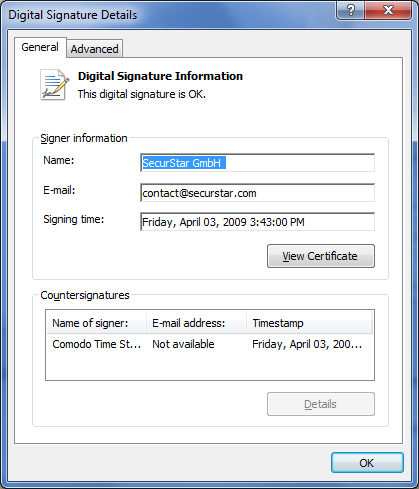 Digital Signature Details
General Advanced
Digital Signature Information
This digital signature is OK.
Signer information
Name: SecurStar GmbH
E-mail: contact@securstar.com
Signing time: Friday, April 03, 2009 3:43:00 PM
View Certificate
Countersignatures
Name of signer: E-mail address: Timestamp
Comodo Time St... Not available Friday, April 03, 200...
Details
OK